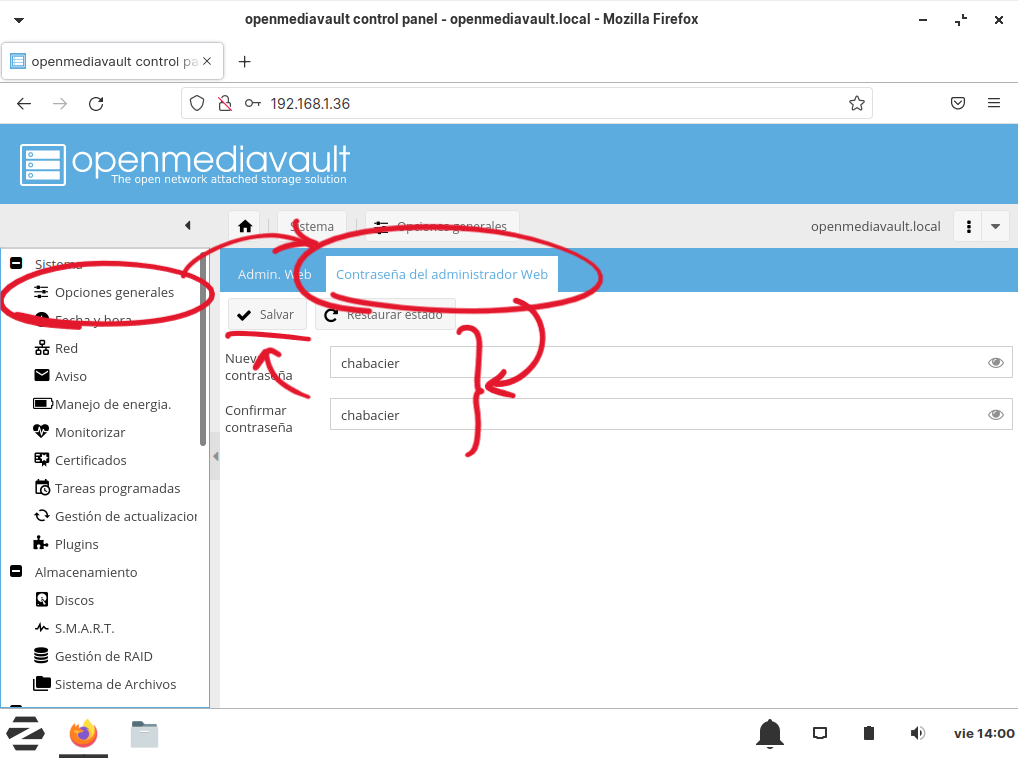 openmediavault control panel - openmediavault.local - Mozilla Firefox
openmediavault control pa
192.168.1.36
openmediavault
The open network attached storage solution
Sistema
Opciones generales
openmediavault.local
Sistema
Opciones generales
Fecha y hora
Red
Aviso
Manejo de energia.
Monitorizar
Certificados
Tareas programadas
Gestión de actualizacion
Plugins
Almacenamiento
Discos
S.M.A.R.T.
Gestión de RAID
Sistema de Archivos
Admin. Web
Contraseña del administrador Web
Salvar
Restaurar estado
Nueva
contraseña
chabacier
Confirmar
contraseña
chabacier
vie 14:00